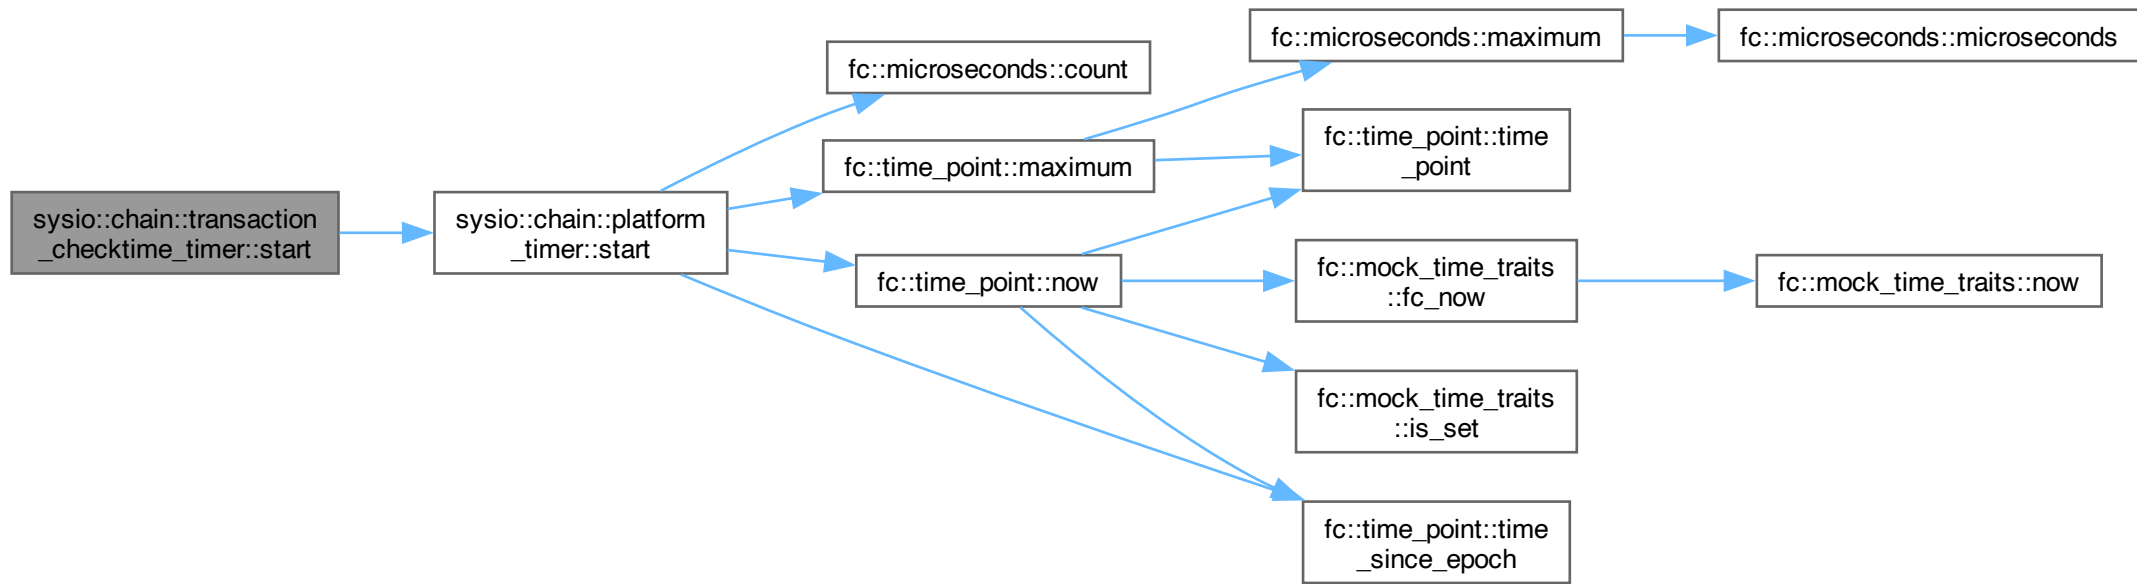 sysio::chain::transaction
_checktime_timer::start
sysio::chain::platform
_timer::start
fc::microseconds::count
fc::time_point::maximum
fc::time_point::now
fc::microseconds::maximum
fc::time_point::time
_point
fc::mock_time_traits
::fc_now
fc::mock_time_traits
::is_set
fc::time_point::time
_since_epoch
fc::microseconds::microseconds
fc::mock_time_traits::now